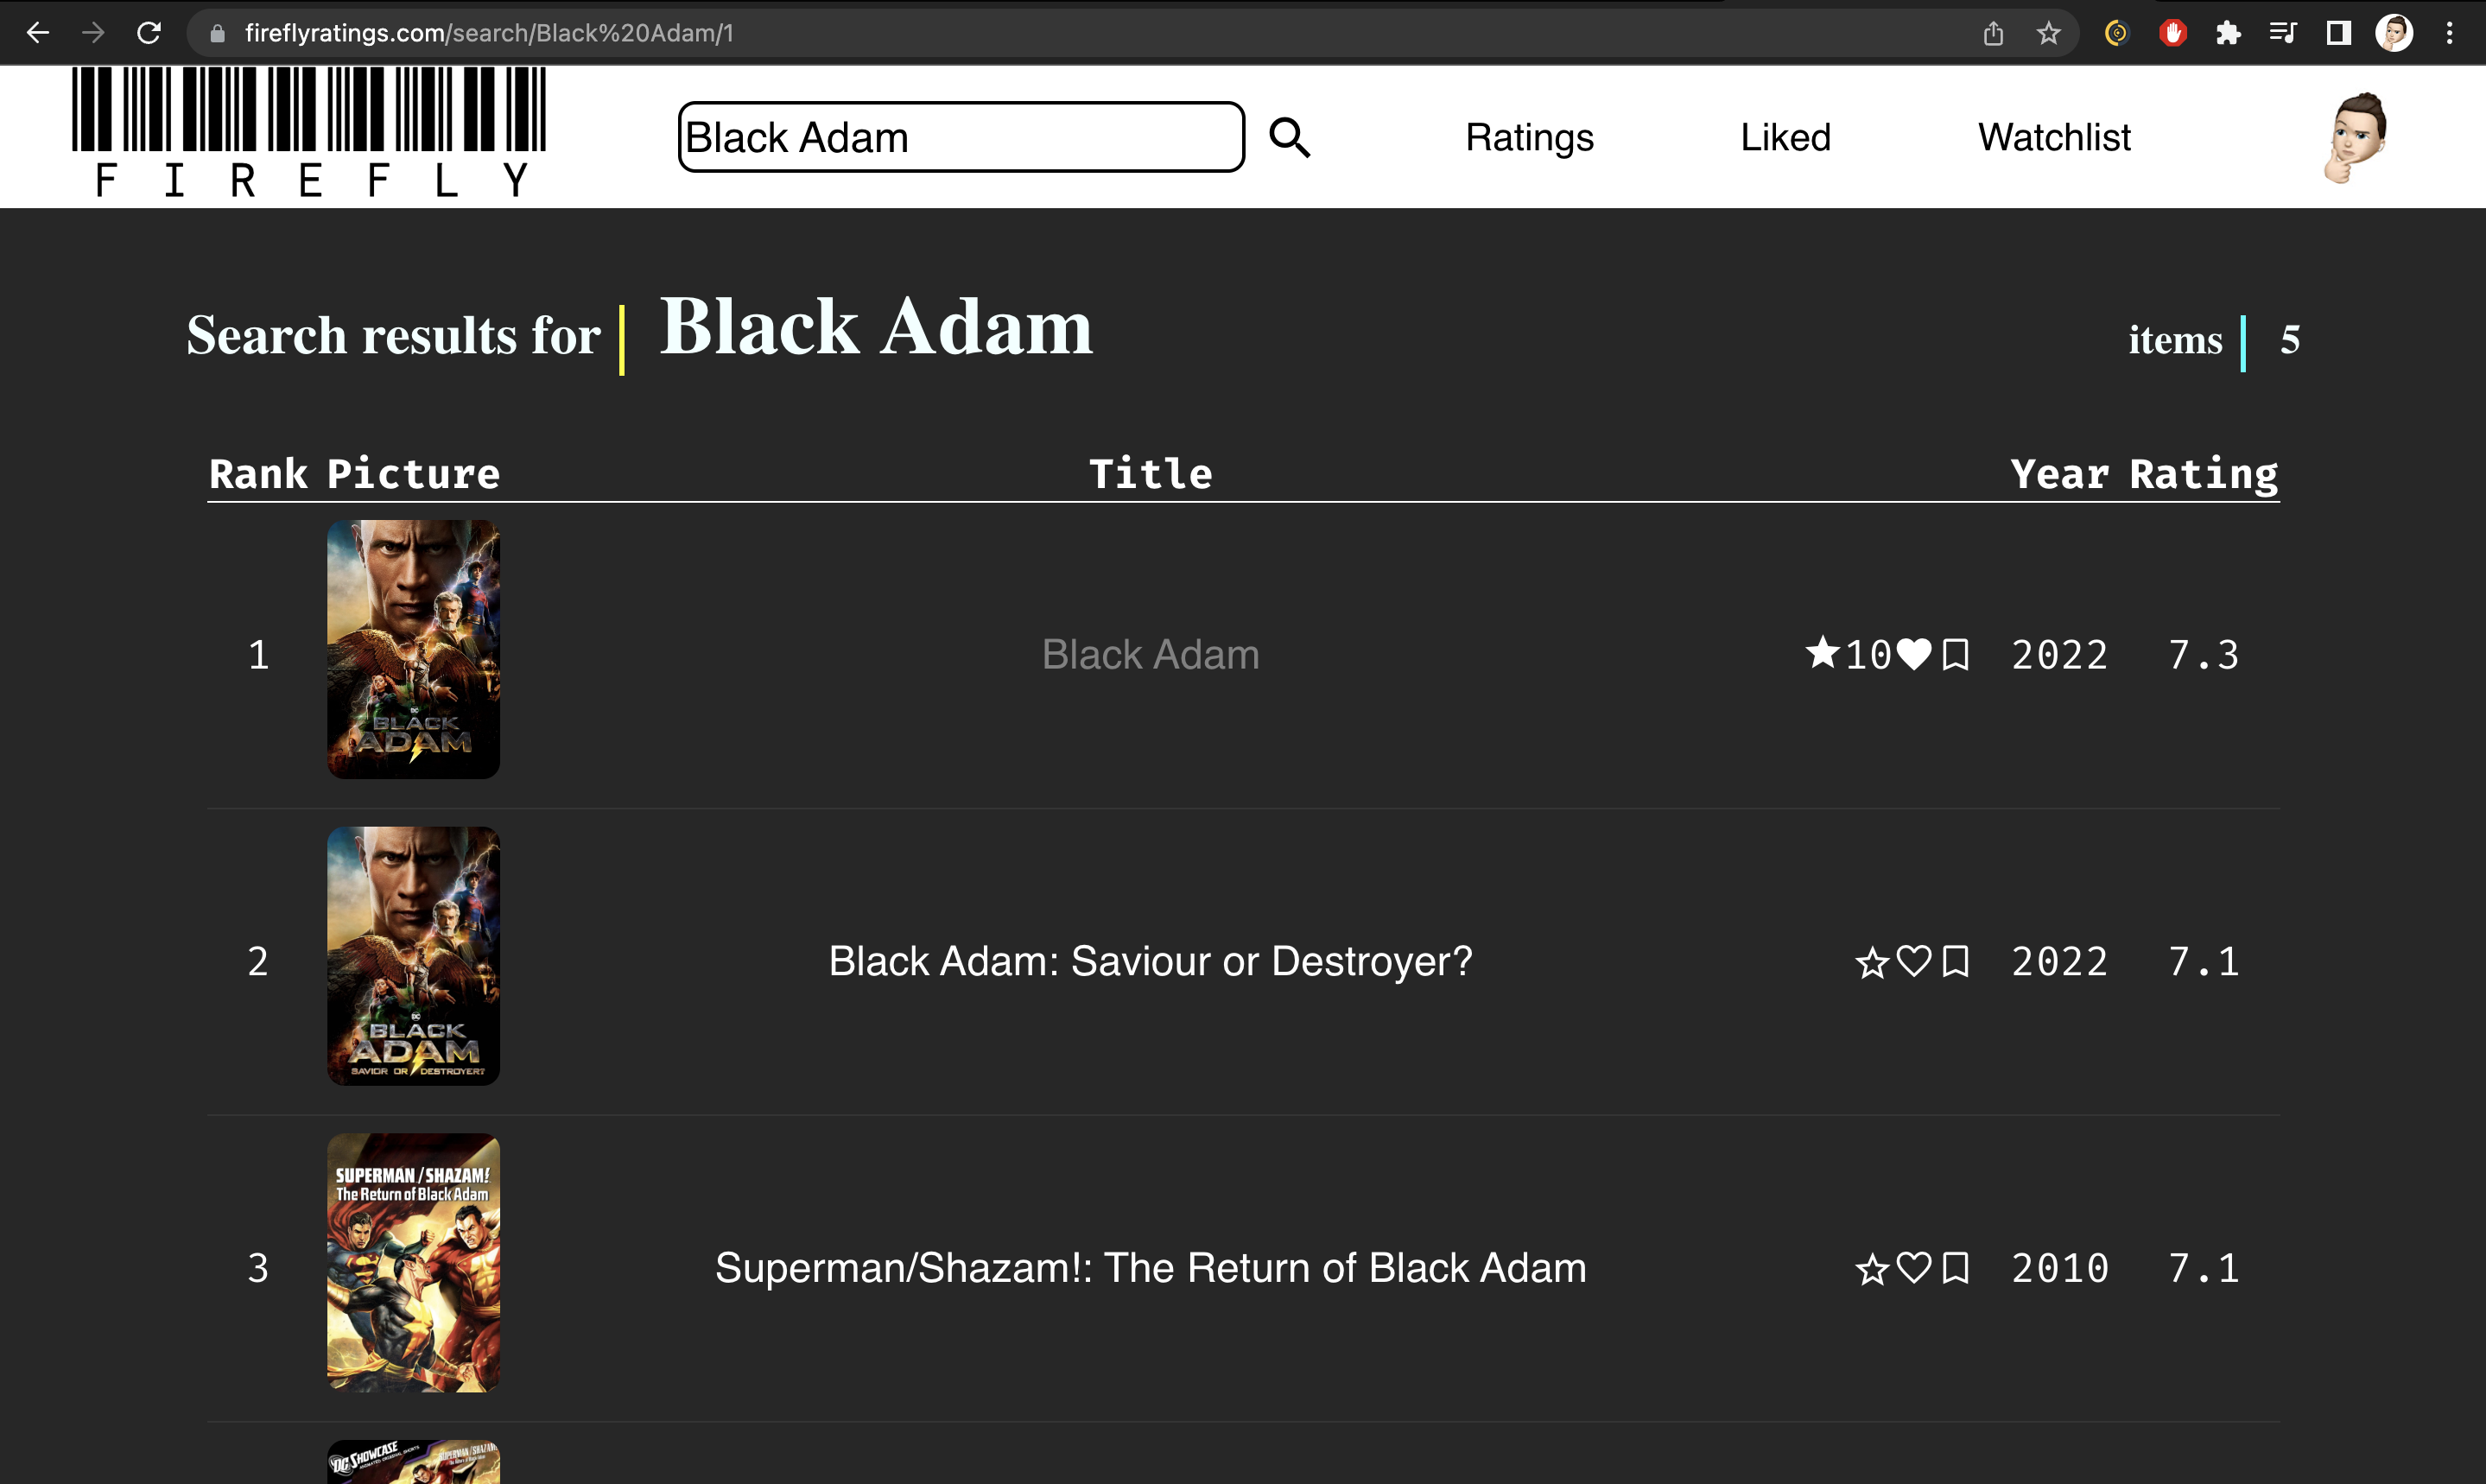 fireflyratings.com/search/Black%20Adam/1
FIREFLY
Black Adam
Ratings
Liked
Watchlist
Search results for Black Adam
items 5
Rank Picture Title Year Rating
1 Black Adam 10 2022 7.3
BLACK
ADAM
2 Black Adam: Saviour or Destroyer? 2022 7.1
BLACK
ADAM
SAVIOR OR DESTROYER?
3 Superman/Shazam!: The Return of Black Adam 2010 7.1
SUPERMAN/SHAZAM!
The Return of Black Adam
DC SHOWCASE
SUPERMAN/SHAZAM!